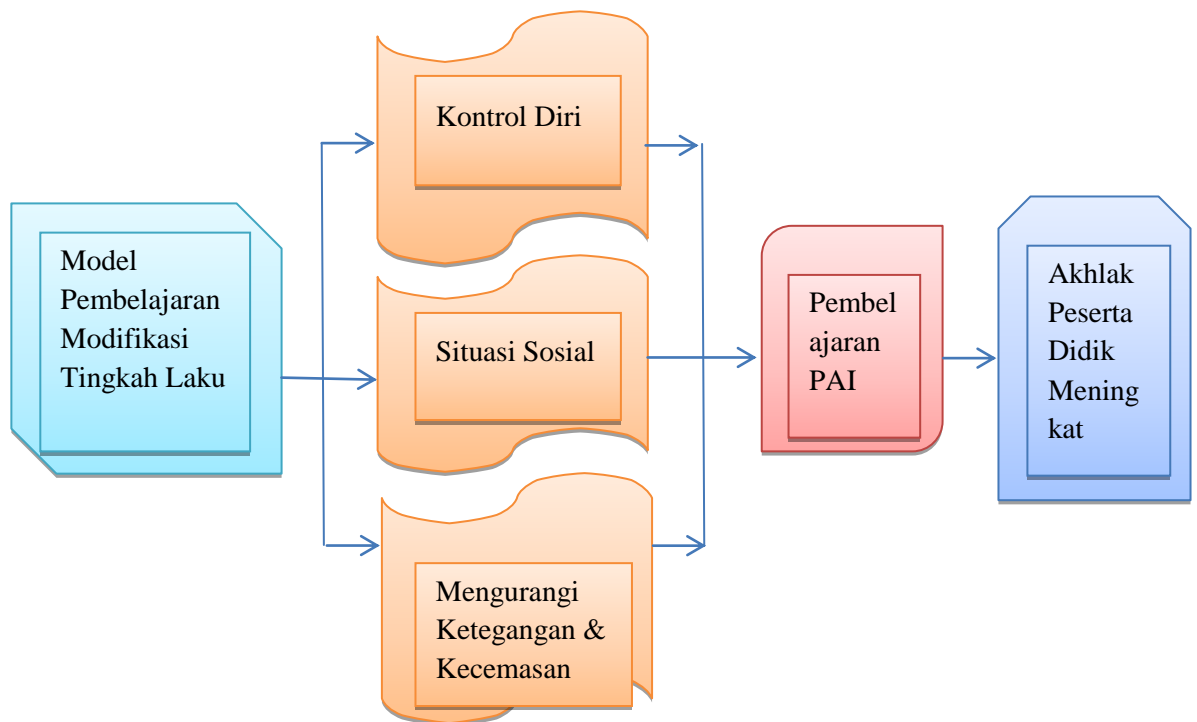 Model
Pembelajaran
Modifikasi
Tingkah Laku
Kontrol Diri
Situasi Sosial
Mengurangi
Ketegangan &
Kecemasan
Pembel
ajaran
PAI
Akhlak
Peserta
Didik
Mening
kat